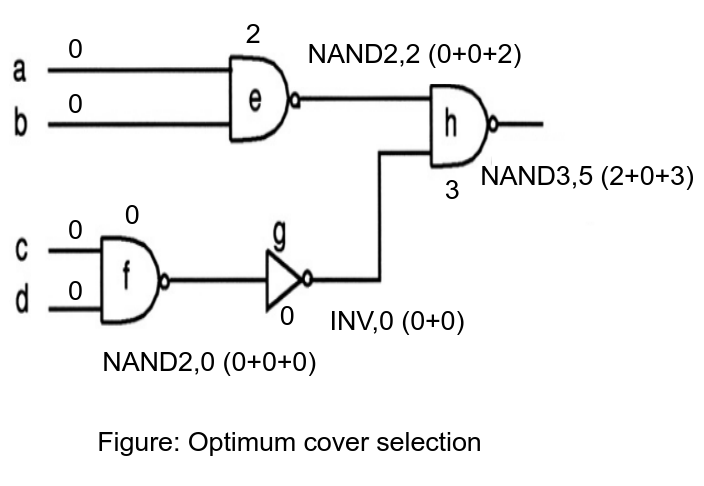 2
0
NAND2,2 (0+0+2)
a
0
e
b
h
NAND3,5 (2+0+3)
3
0
0
g
c
f
0
d
0
INV,0 (0+0)
NAND2,0 (0+0+0)
Figure: Optimum cover selection